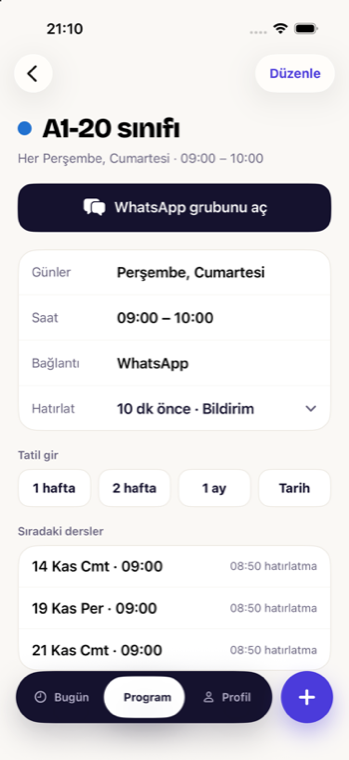 21:10
Düzenle
A1-20 sınıfı
Her Perşembe, Cumartesi · 09:00 – 10:00
WhatsApp grubunu aç
Günler Perşembe, Cumartesi
Saat 09:00 – 10:00
Bağlantı WhatsApp
Hatırlat 10 dk önce · Bildirim
Tatil gir
1 hafta 2 hafta 1 ay Tarih
Sıradaki dersler
14 Kas Cmt · 09:00 08:50 hatırlatma
19 Kas Per · 09:00 08:50 hatırlatma
21 Kas Cmt · 09:00 08:50 hatırlatma
Bugün Program Profil